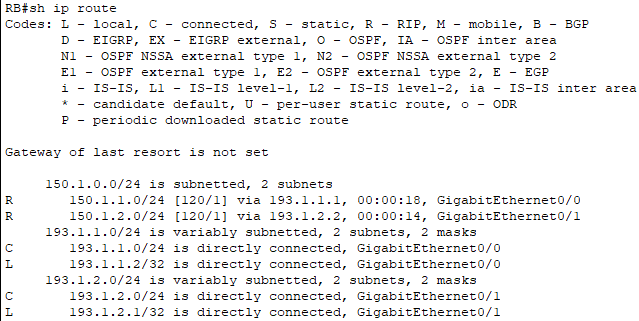 RB#sh ip route
Codes: L - local, C - connected, S - static, R - RIP, M - mobile, B - BGP
D - EIGRP, EX - EIGRP external, O - OSPF, IA - OSPF inter area
N1 - OSPF NSSA external type 1, N2 - OSPF NSSA external type 2
E1 - OSPF external type 1, E2 - OSPF external type 2, E - EGP
i - IS-IS, L1 - IS-IS level-1, L2 - IS-IS level-2, ia - IS-IS inter area
* - candidate default, U - per-user static route, o - ODR
P - periodic downloaded static route
Gateway of last resort is not set
150.1.0.0/24 is subnetted, 2 subnets
R 150.1.1.0/24 [120/1] via 193.1.1.1, 00:00:18, GigabitEthernet0/0
R 150.1.2.0/24 [120/1] via 193.1.2.2, 00:00:14, GigabitEthernet0/1
193.1.1.0/24 is variably subnetted, 2 subnets, 2 masks
C 193.1.1.0/24 is directly connected, GigabitEthernet0/0
L 193.1.1.2/32 is directly connected, GigabitEthernet0/0
193.1.2.0/24 is variably subnetted, 2 subnets, 2 masks
C 193.1.2.0/24 is directly connected, GigabitEthernet0/1
L 193.1.2.1/32 is directly connected, GigabitEthernet0/1